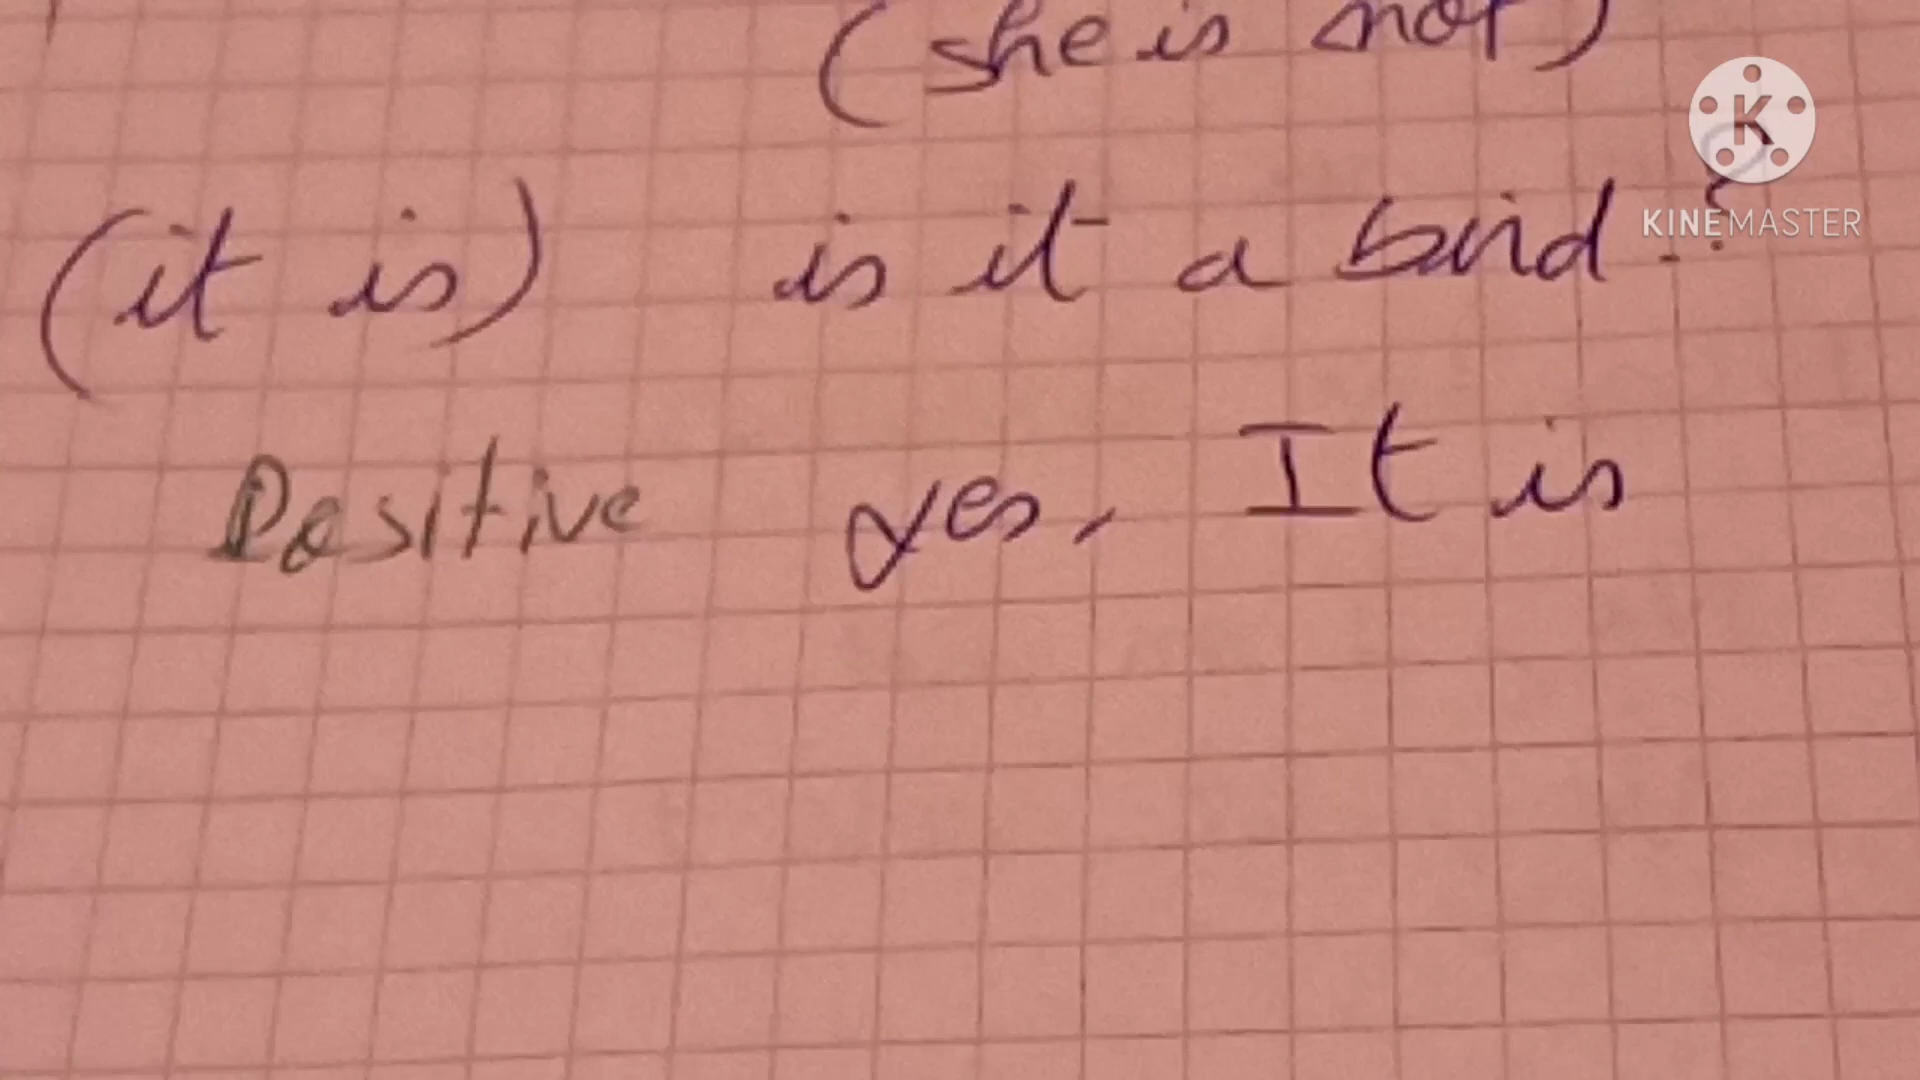 (she is not)
(it is) is it a bird..?
Positive yes, It is
K
KINEMASTER